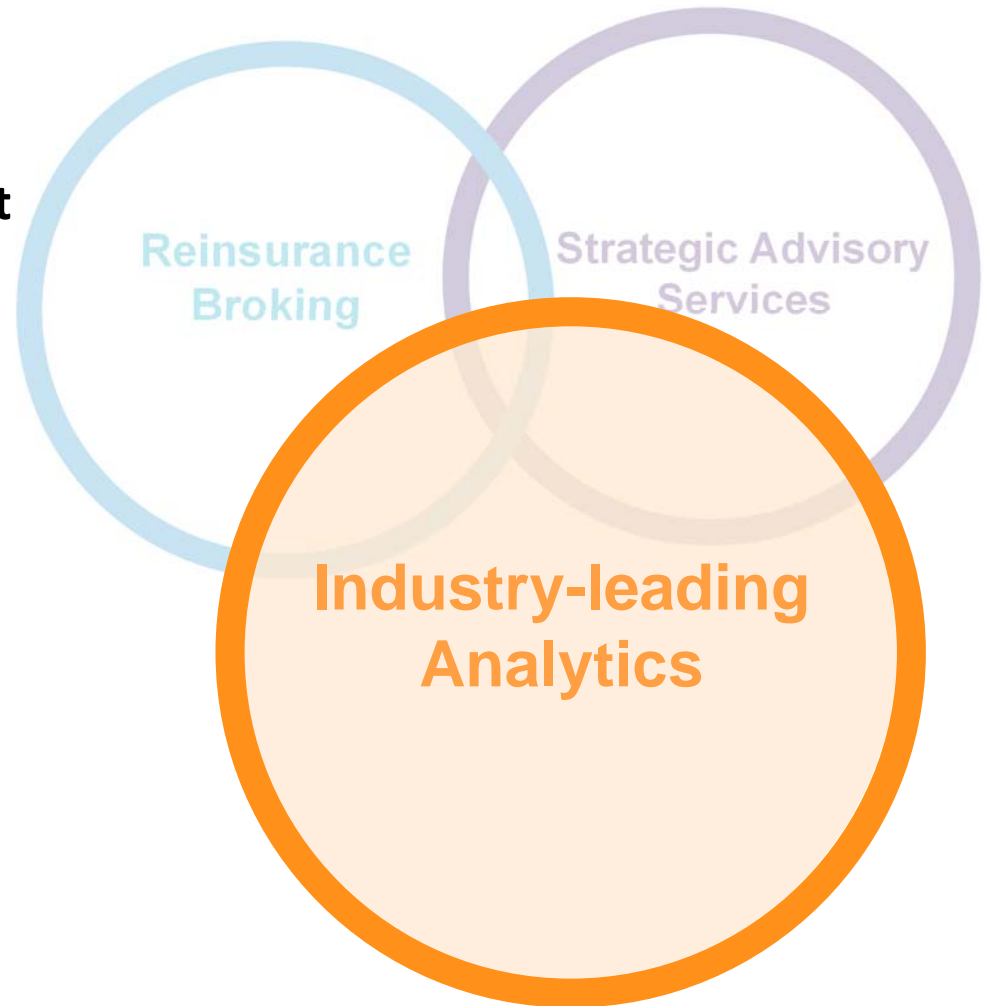 t
Reinsurance
Broking
Strategic Advisory
Services
Industry-leading
Analytics